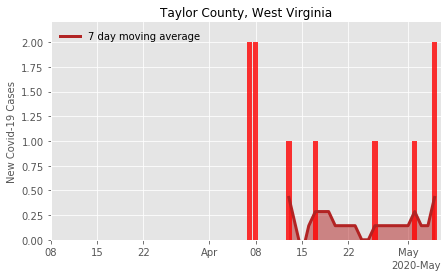 Taylor County, West Virginia
7 day moving average
New Covid-19 Cases
2.00
1.75
1.50
1.25
1.00
0.75
0.50
0.25
0.00
08 15 22 Apr 08 15 22 May
2020-May